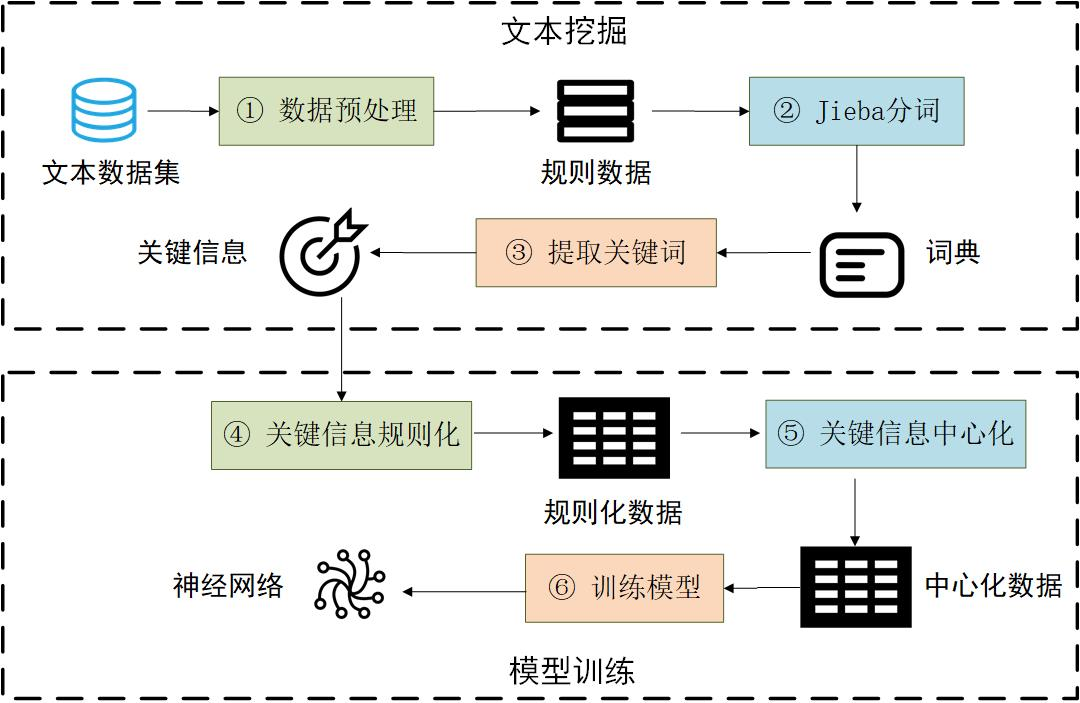 文本挖掘
① 数据预处理
② Jieba分词
文本数据集
规则数据
关键信息
③ 提取关键词
词典
④ 关键信息规则化
⑤ 关键信息中心化
规则化数据
神经网络
⑥ 训练模型
中心化数据
模型训练